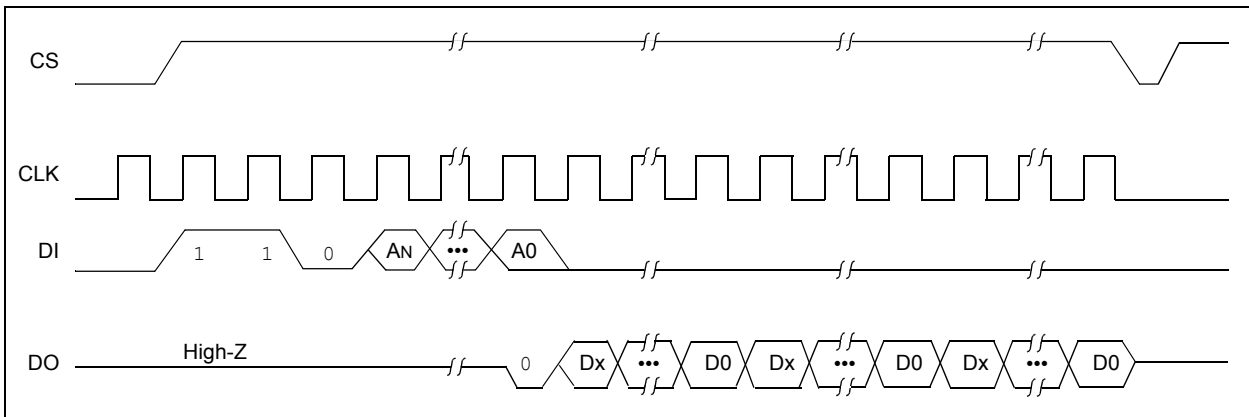 CS
CLK
DI 1 1 0 AN ••• A0
High-Z
DO 0 Dx ••• D0 Dx ••• D0 Dx ••• D0